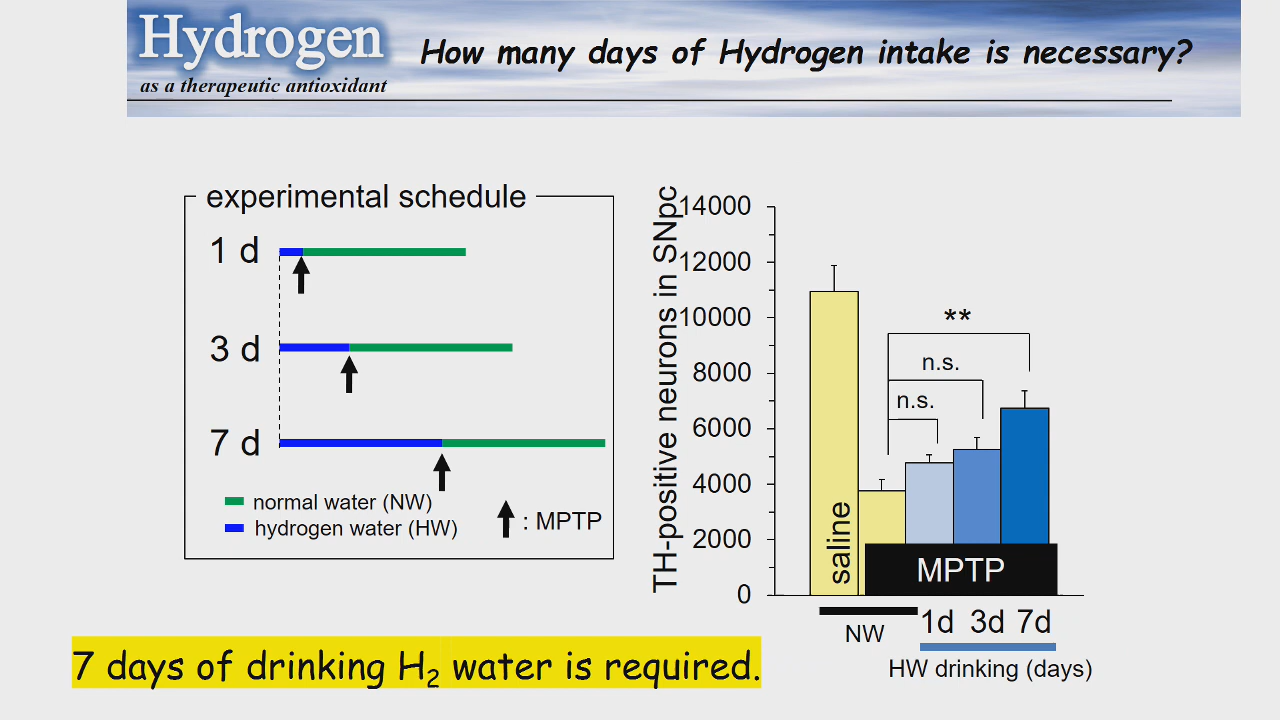 Hydrogen
as a therapeutic antioxidant
How many days of Hydrogen intake is necessary?
experimental schedule
1 d
3 d
7 d
normal water (NW)
hydrogen water (HW)
: MPTP
TH-positive neurons in SNpc
14000
12000
10000
8000
6000
4000
2000
0
**
n.s.
n.s.
saline
MPTP
NW
1d 3d 7d
HW drinking (days)
7 days of drinking H₂ water is required.